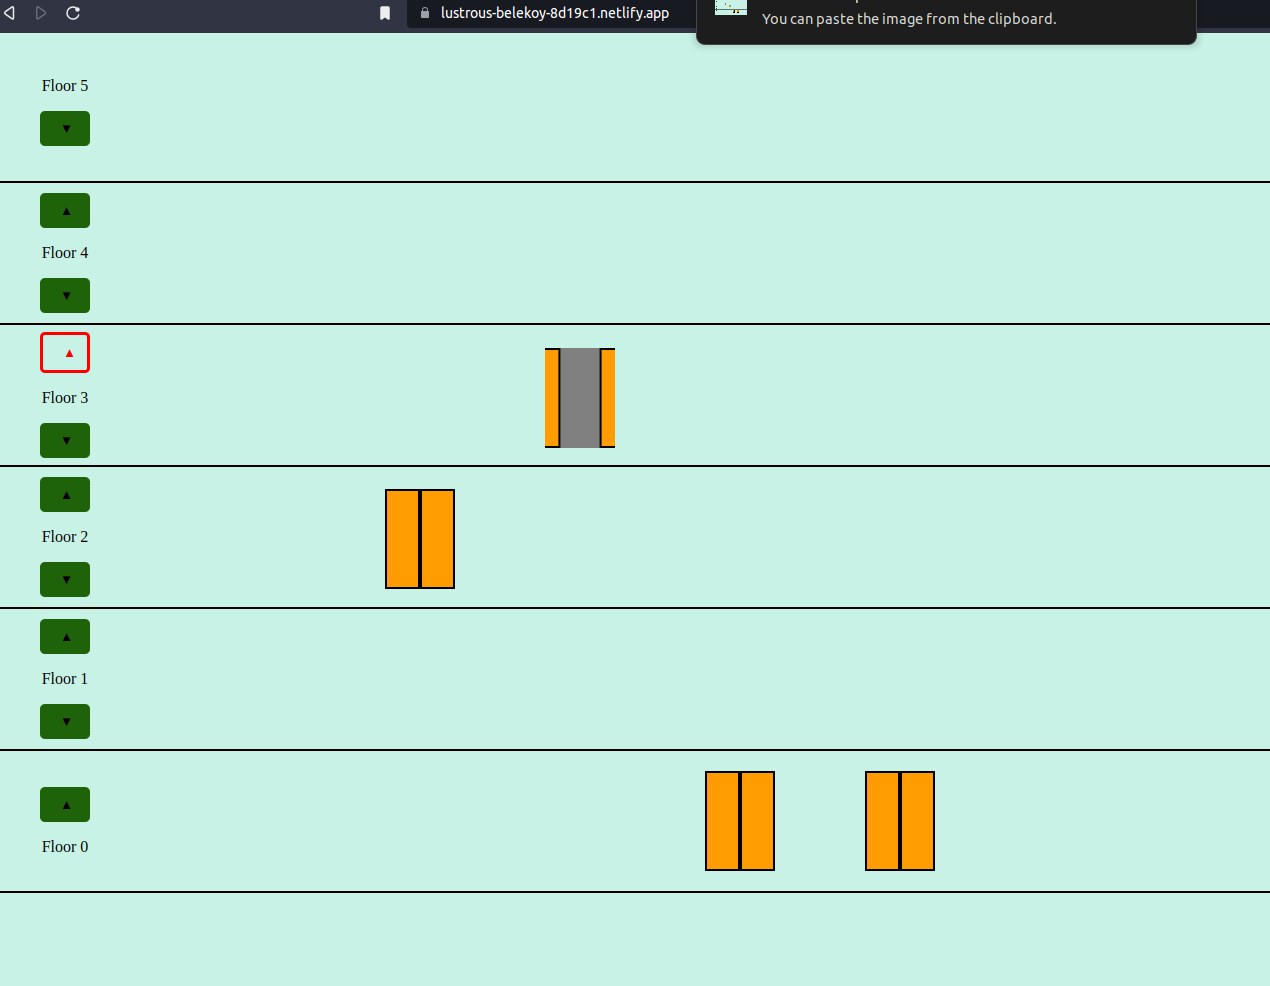 lustrous-belekoy-8d19c1.netlify.app
You can paste the image from the clipboard.
Floor 5
▼
▲
Floor 4
▼
▲
Floor 3
▼
▲
Floor 2
▼
▲
Floor 1
▼
▲
Floor 0